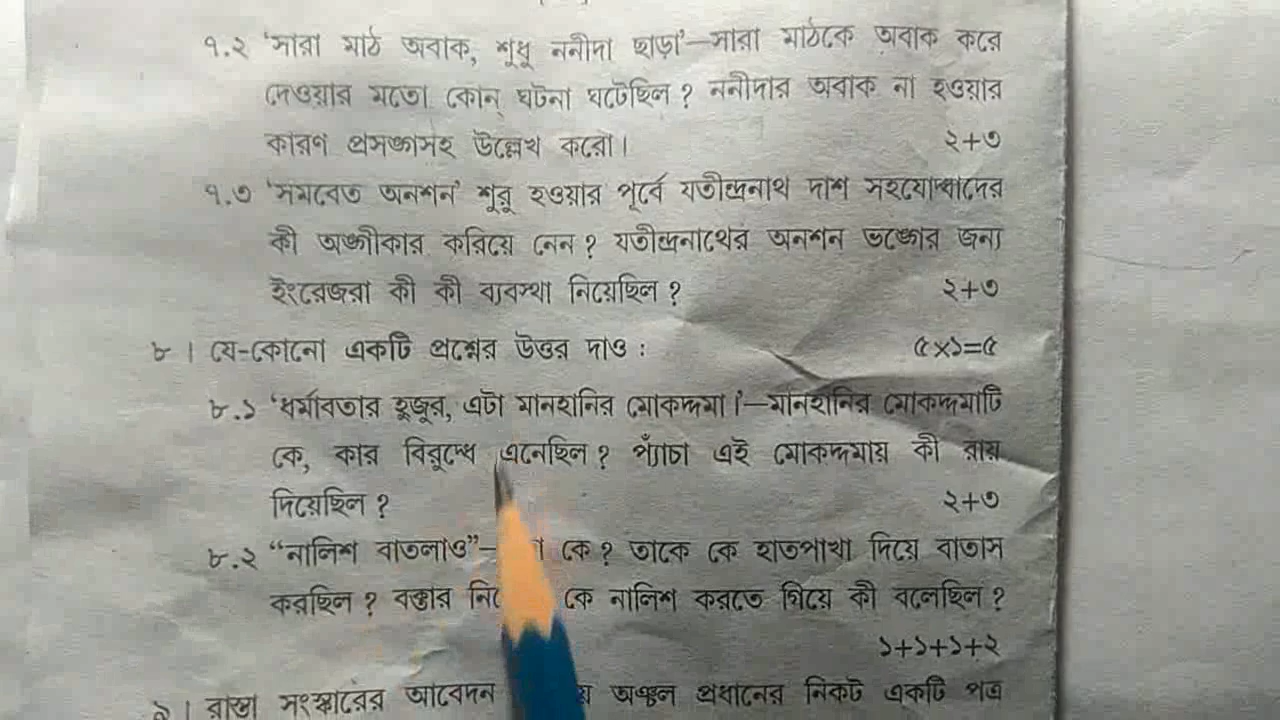 ৭.২ 'সারা মাঠ অবাক, শুধু ননীদা ছাড়া'—সারা মাঠকে অবাক করে
দেওয়ার মতো কোন্ ঘটনা ঘটেছিল ? ননীদার অবাক না হওয়ার
কারণ প্রসঙ্গসহ উল্লেখ করো। ২+৩
৭.৩ 'সমবেত অনশন' শুরু হওয়ার পূর্বে যতীন্দ্রনাথ দাশ সহযোদ্ধাদের
কী অঙ্গীকার করিয়ে নেন ? যতীন্দ্রনাথের অনশন ভঙ্গের জন্য
ইংরেজরা কী কী ব্যবস্থা নিয়েছিল ? ২+৩
৮। যে-কোনো একটি প্রশ্নের উত্তর দাও : ৫×১=৫
৮.১ 'ধর্মাবতার হুজুর, এটা মানহানির মোকদ্দমা।'—মানহানির মোকদ্দমাটি
কে, কার বিরুদ্ধে এনেছিল ? প্যাঁচা এই মোকদ্দমায় কী রায়
দিয়েছিল ? ২+৩
৮.২ “নালিশ বাতলাও”— কে ? তাকে কে হাতপাখা দিয়ে বাতাস
করছিল ? বক্তার কে নালিশ করতে গিয়ে কী বলেছিল ?
১+১+১+২
৯। রাস্তা সংস্কারের আবেদন অঞ্চল প্রধানের নিকট একটি পত্র